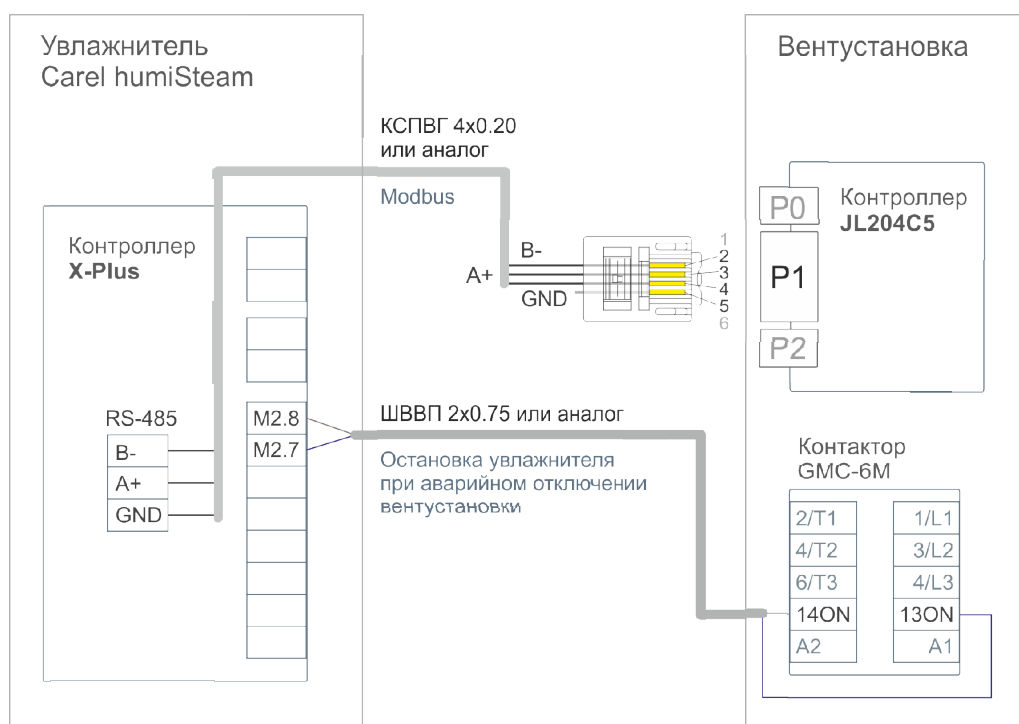 Увлажнитель
Carel humiSteam
Вентустановка
КСПВГ 4x0.20
или аналог
Modbus
Контроллер
X-Plus
B-
A+
GND
1
2
3
4
5
6
P0
P1
P2
Контроллер
JL204C5
RS-485
B-
A+
GND
M2.8
M2.7
ШВВП 2x0.75 или аналог
Остановка увлажнителя
при аварийном отключении
вентустановки
Контактор
GMC-6M
2/T1 1/L1
4/T2 3/L2
6/T3 4/L3
14ON 13ON
A2 A1